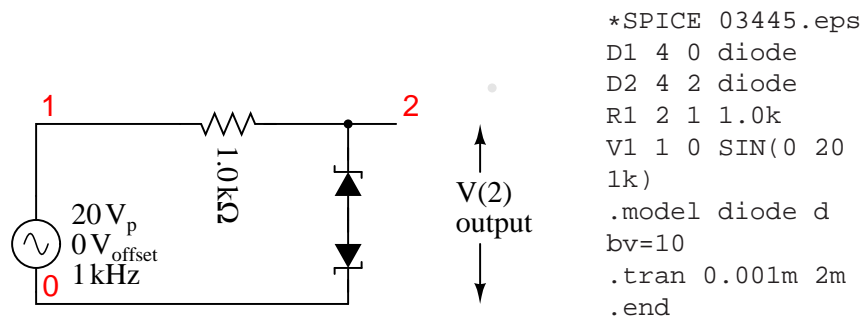 *SPICE 03445.eps
D1 4 0 diode
D2 4 2 diode
R1 2 1 1.0k
V1 1 0 SIN(0 20
1k)
.model diode d
bv=10
.tran 0.001m 2m
.end
1
2
1.0kΩ
20 Vp
0 Voffset
1 kHz
0
V(2)
output